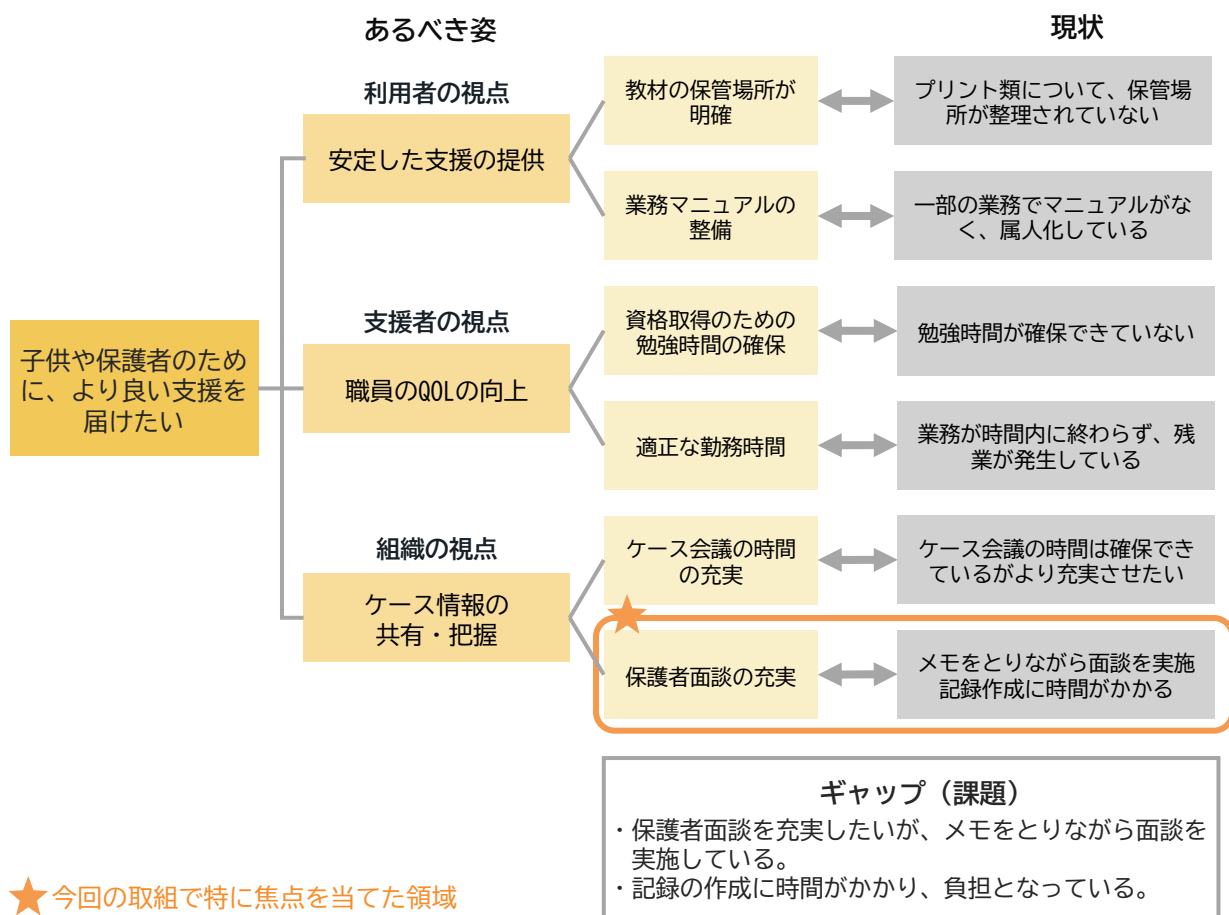 あるべき姿
現状
利用者の視点
安定した支援の提供
教材の保管場所が
明確
プリント類について、保管場
所が整理されていない
業務マニュアルの
整備
一部の業務でマニュアルがな
く、属人化している
子供や保護者のため
に、より良い支援を
届けたい
支援者の視点
職員のQOLの向上
資格取得のための
勉強時間の確保
勉強時間が確保できていない
適正な勤務時間
業務が時間内に終わらず、残
業が発生している
組織の視点
ケース情報の
共有・把握
ケース会議の時間
の充実
ケース会議の時間は確保でき
ているがより充実させたい
保護者面談の充実
メモをとりながら面談を実施
記録作成に時間がかかる
ギャップ（課題）
・保護者面談を充実したいが、メモをとりながら面談を
実施している。
・記録の作成に時間がかかり、負担となっている。
今回の取組で特に焦点を当てた領域